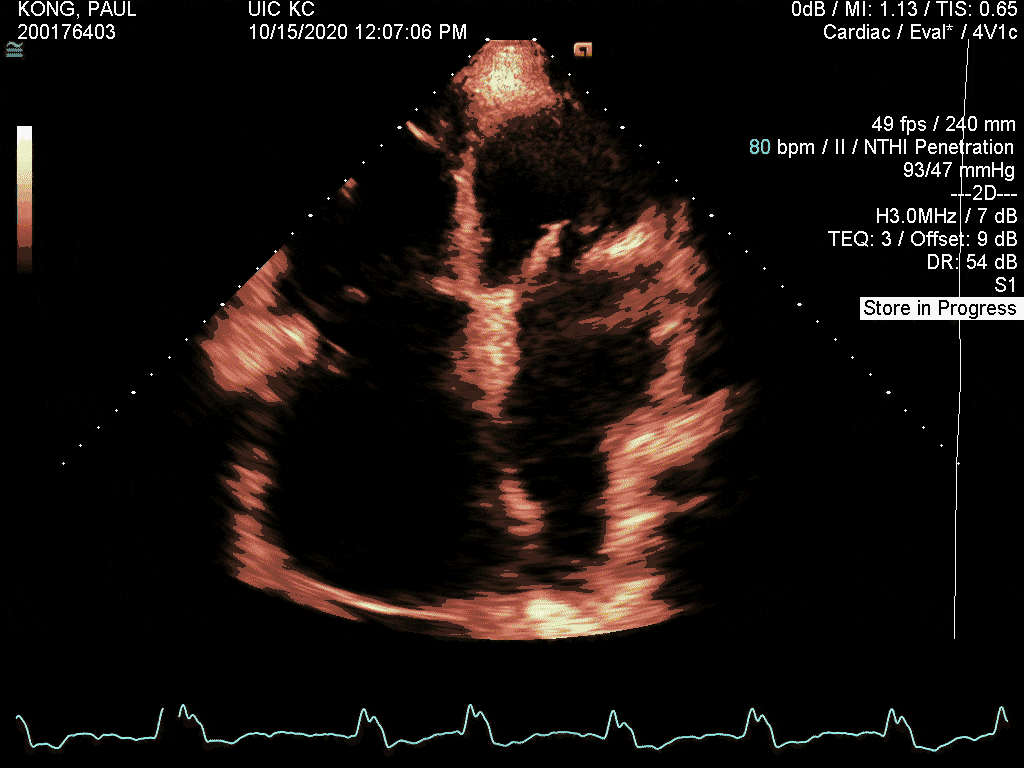 KONG, PAUL
200176403
UIC KC
10/15/2020 12:07:06 PM
0dB / MI: 1.13 / TIS: 0.65
Cardiac / Eval* / 4V1c
49 fps / 240 mm
80 bpm / II / NTHI Penetration
93/47 mmHg
---2D---
H3.0MHz / 7 dB
TEQ: 3 / Offset: 9 dB
DR: 54 dB
S1
Store in Progress